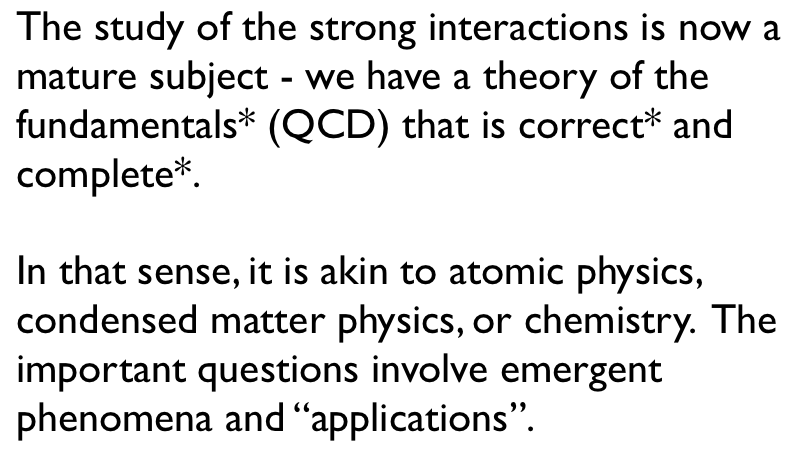 The study of the strong interactions is now a
mature subject - we have a theory of the
fundamentals* (QCD) that is correct* and
complete*.
In that sense, it is akin to atomic physics,
condensed matter physics, or chemistry. The
important questions involve emergent
phenomena and “applications”.